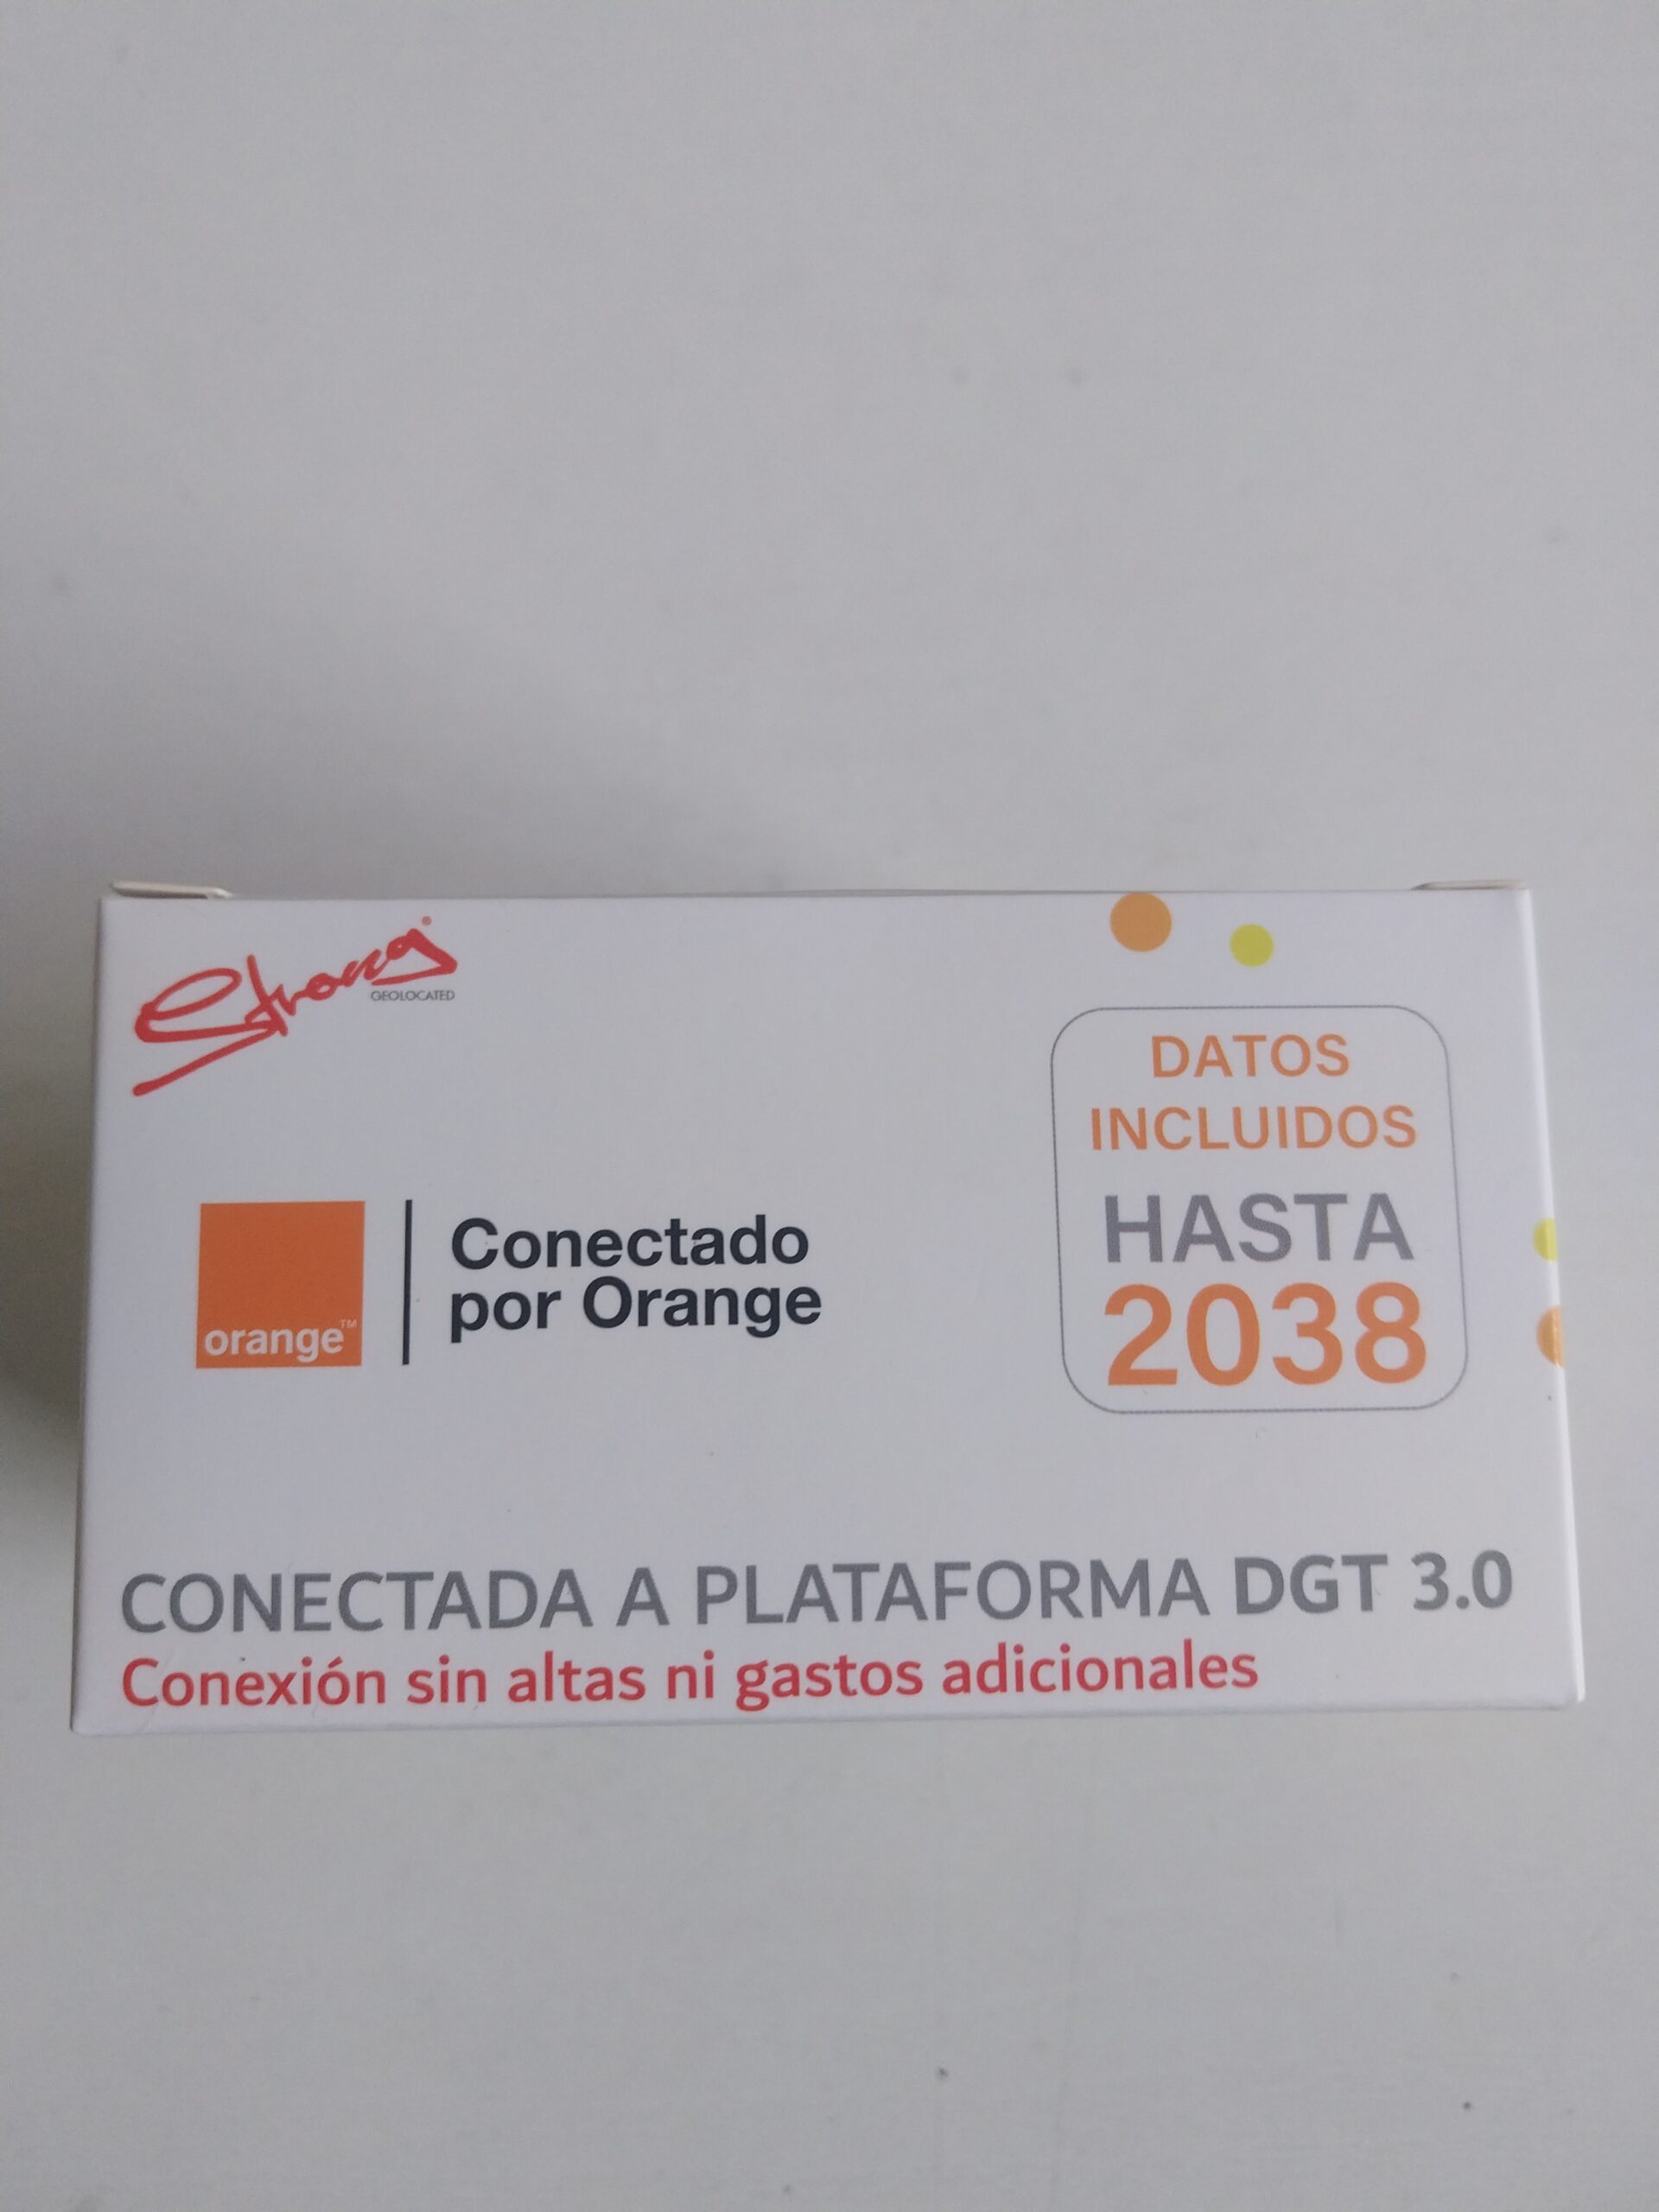 Strong®
GEOLOCATED
DATOS
INCLUIDOS
HASTA
2038
orange™
Conectado
por Orange
CONECTADA A PLATAFORMA DGT 3.0
Conexión sin altas ni gastos adicionales